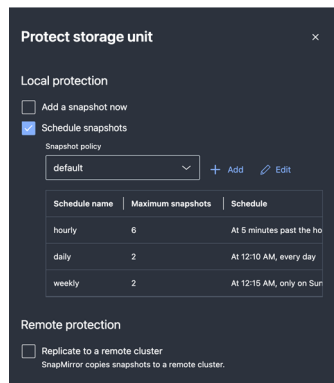 Protect storage unit
Local protection
Add a snapshot now
Schedule snapshots
Snapshot policy
default
Add
Edit
Schedule name Maximum snapshots Schedule
hourly 6 At 5 minutes past the ho
daily 2 At 12:10 AM, every day
weekly 2 At 12:15 AM, only on Sun
Remote protection
Replicate to a remote cluster
SnapMirror copies snapshots to a remote cluster.